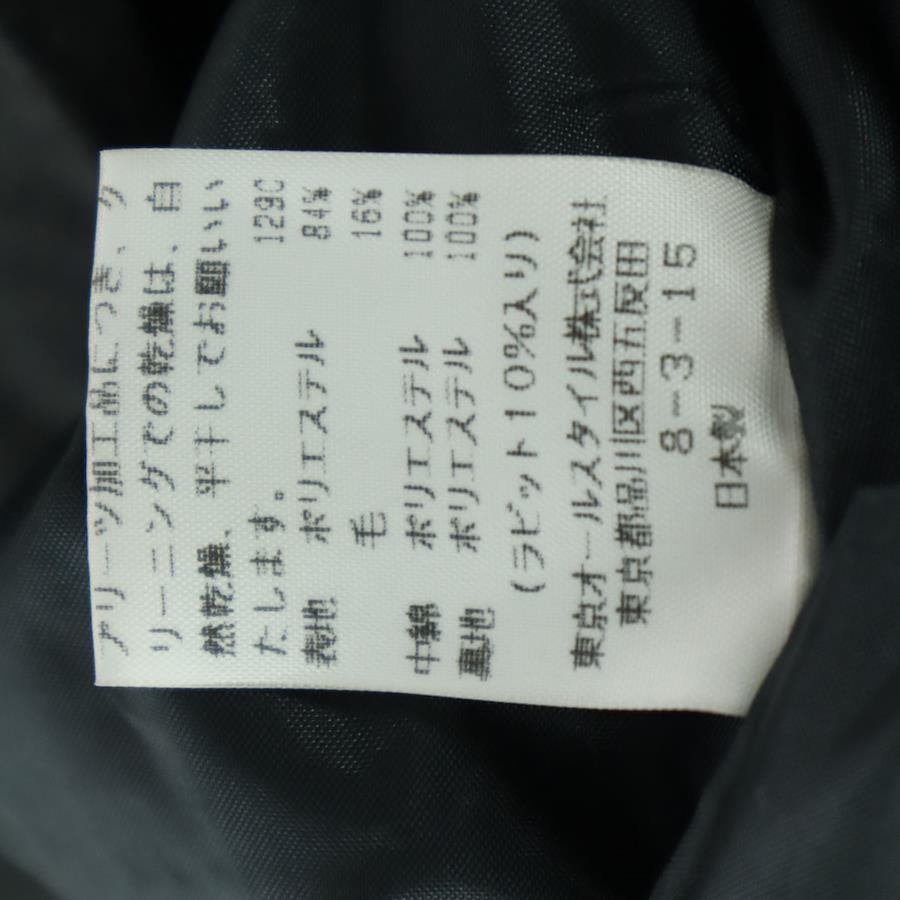 プリーツ加工品につき、ク
リーニングでの乾燥は、自
然乾燥、平干してお願いい
たします。 129C
表地 ポリエステル 84%
毛 16%
中綿 ポリエステル 100%
裏地 ポリエステル 100%
(ラビット10%入り)
東京オールスタイル株式会社
東京都品川区西五反田
8-3-15
日本製